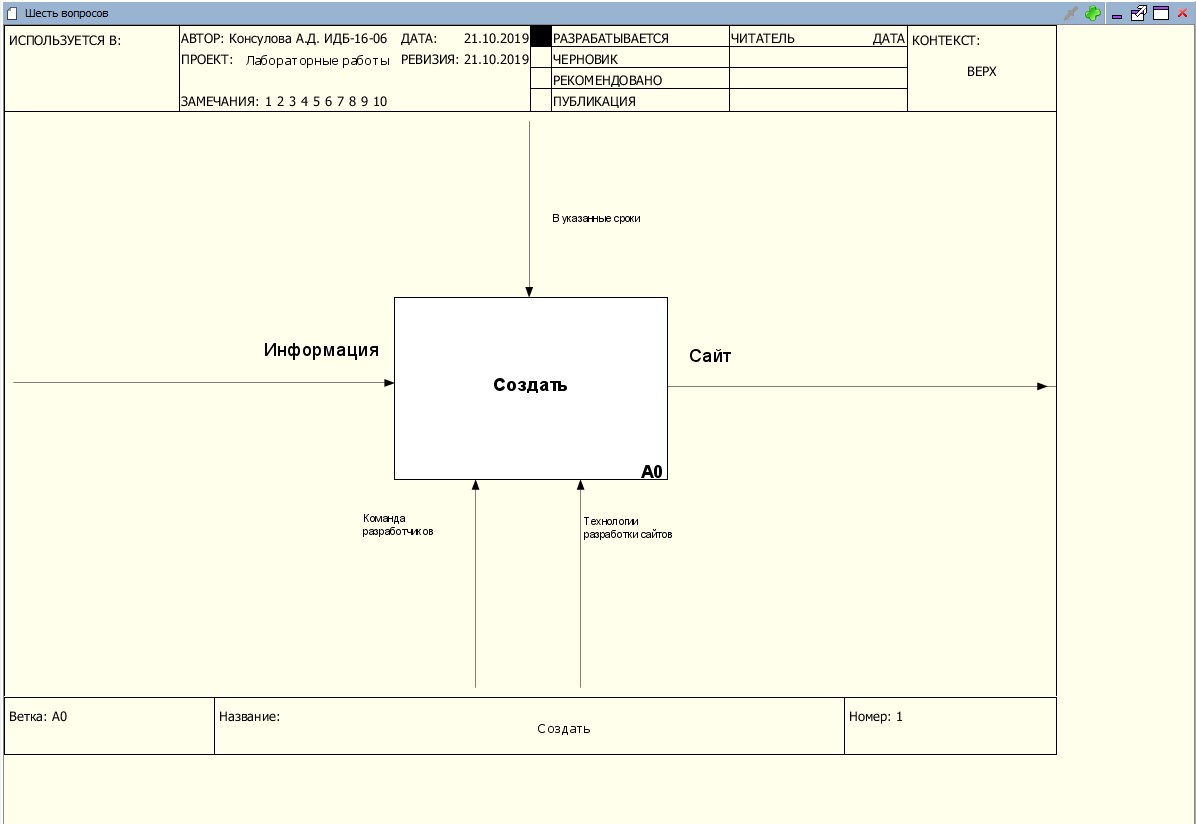 Шесть вопросов
ИСПОЛЬЗУЕТСЯ В:
АВТОР: Консулова А.Д. ИДБ-16-06 ДАТА: 21.10.2019
ПРОЕКТ: Лабораторные работы РЕВИЗИЯ: 21.10.2019
ЗАМЕЧАНИЯ: 1 2 3 4 5 6 7 8 9 10
РАЗРАБАТЫВАЕТСЯ
ЧЕРНОВИК
РЕКОМЕНДОВАНО
ПУБЛИКАЦИЯ
ЧИТАТЕЛЬ ДАТА
КОНТЕКСТ:
ВЕРХ
В указанные сроки
Информация
Сайт
Создать
A0
Команда
разработчиков
Технологии
разработки сайтов
Ветка: A0
Название:
Создать
Номер: 1